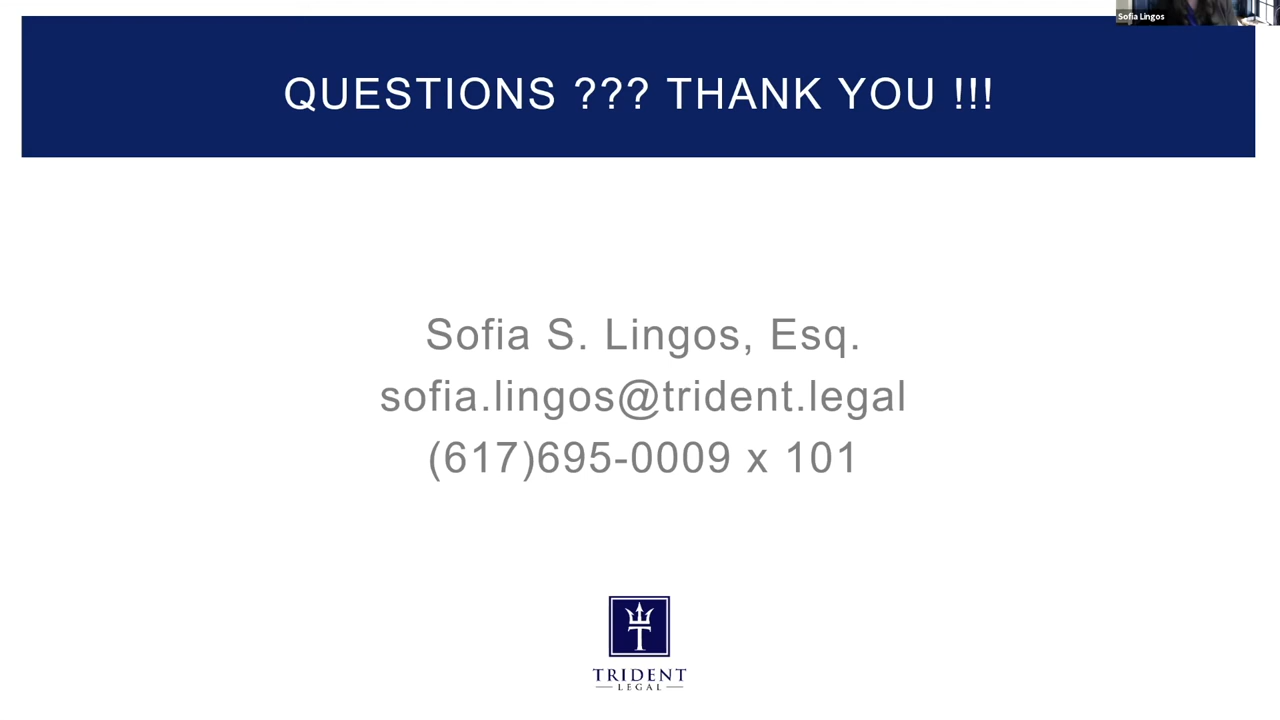 Sofia Lingos
QUESTIONS ??? THANK YOU !!!
Sofia S. Lingos, Esq.
sofia.lingos@trident.legal
(617)695-0009 x 101
T
TRIDENT
LEGAL